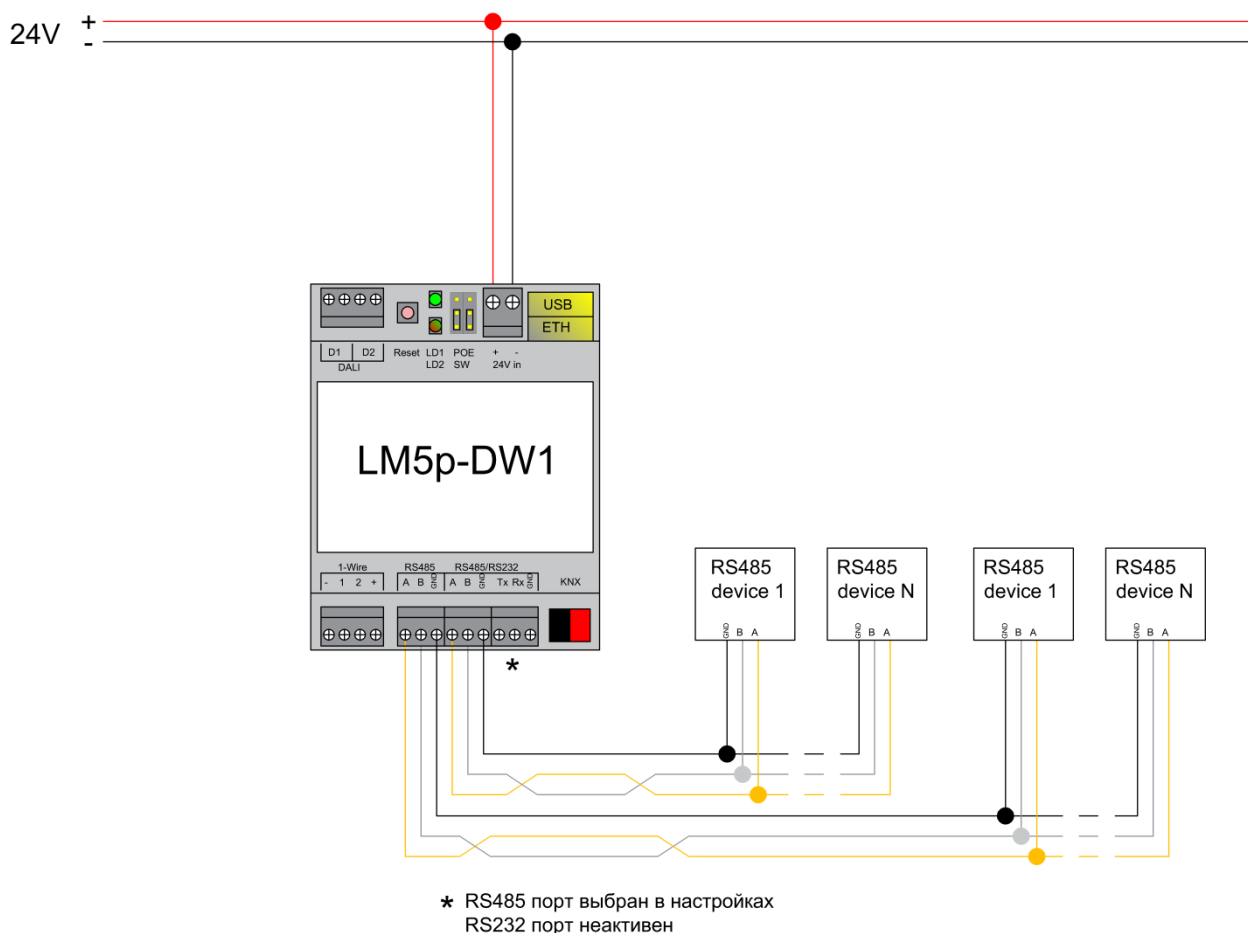 +
24V
-
USB
ETH
D1 D2 Reset LD1 POE + -
DALI LD2 SW 24V in
LM5p-DW1
1-Wire RS485 RS485/RS232
- 1 2 + A B GND A B GND Tx Rx GND KNX
*
RS485
device 1
GND B A
RS485
device N
GND B A
RS485
device 1
GND B A
RS485
device N
GND B A
* RS485 порт выбран в настройках
RS232 порт неактивен